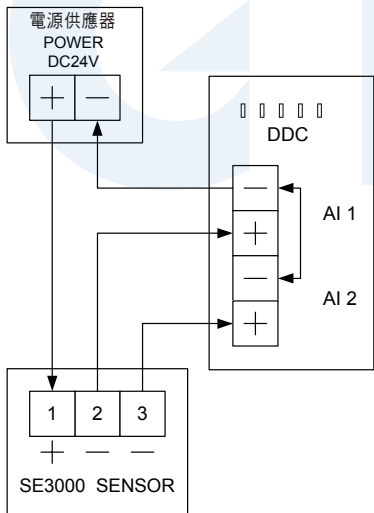 電源供應器
POWER
DC24V
+ —
DDC
—
+
AI 1
—
+
AI 2
1 2 3
+ — —
SE3000 SENSOR